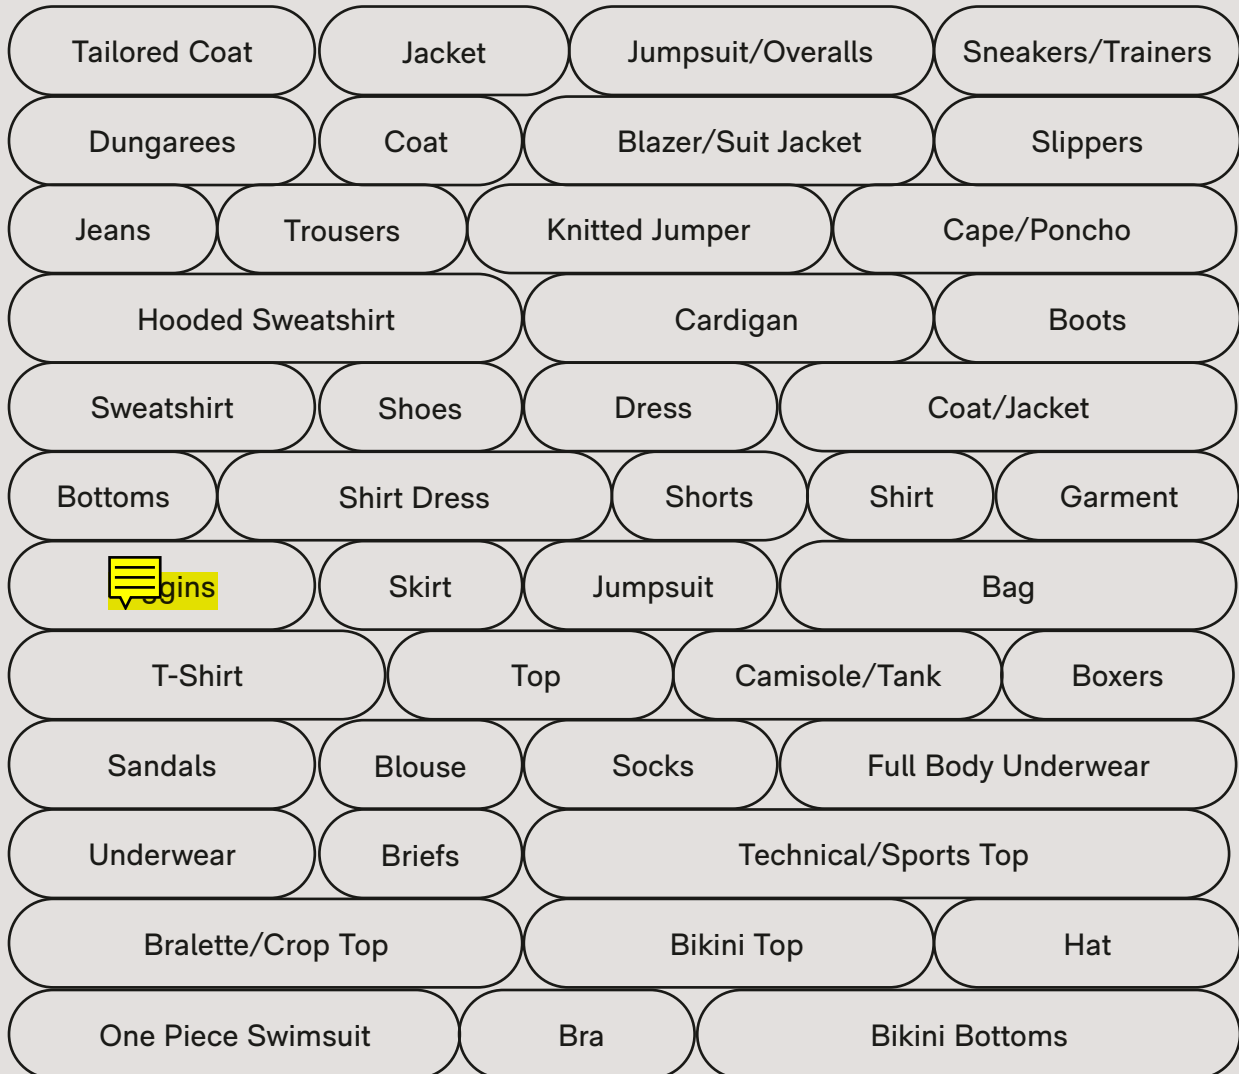 Tailored Coat Jacket Jumpsuit/Overalls Sneakers/Trainers
Dungarees Coat Blazer/Suit Jacket Slippers
Jeans Trousers Knitted Jumper Cape/Poncho
Hooded Sweatshirt Cardigan Boots
Sweatshirt Shoes Dress Coat/Jacket
Bottoms Shirt Dress Shorts Shirt Garment
Skirt Jumpsuit Bag
T-Shirt Top Camisole/Tank Boxers
Sandals Blouse Socks Full Body Underwear
Underwear Briefs Technical/Sports Top
Bralette/Crop Top Bikini Top Hat
One Piece Swimsuit Bra Bikini Bottoms